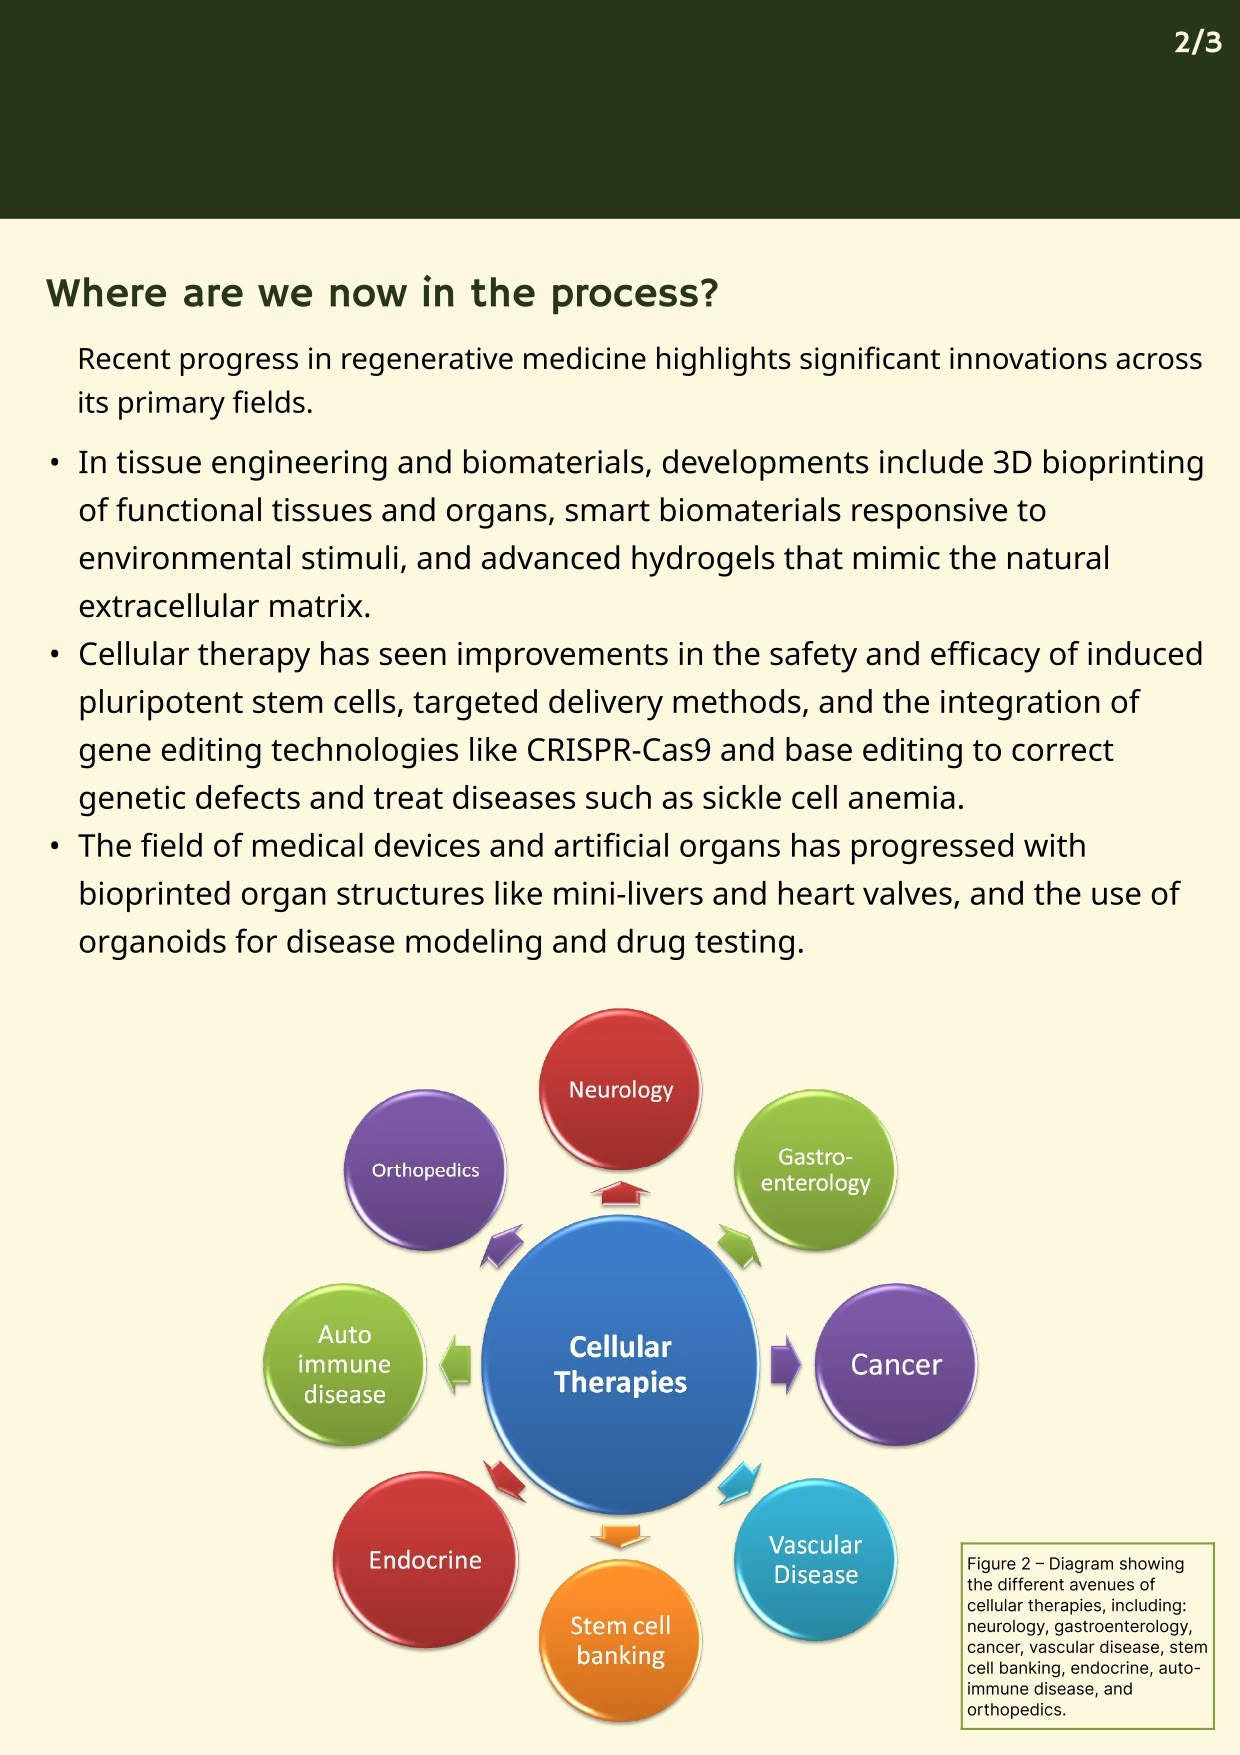 2/3
Where are we now in the process?
Recent progress in regenerative medicine highlights significant innovations across
its primary fields.
• In tissue engineering and biomaterials, developments include 3D bioprinting
of functional tissues and organs, smart biomaterials responsive to
environmental stimuli, and advanced hydrogels that mimic the natural
extracellular matrix.
• Cellular therapy has seen improvements in the safety and efficacy of induced
pluripotent stem cells, targeted delivery methods, and the integration of
gene editing technologies like CRISPR-Cas9 and base editing to correct
genetic defects and treat diseases such as sickle cell anemia.
• The field of medical devices and artificial organs has progressed with
bioprinted organ structures like mini-livers and heart valves, and the use of
organoids for disease modeling and drug testing.
Neurology
Gastro-
enterology
Orthopedics
Auto
immune
disease
Cellular
Therapies
Cancer
Endocrine
Vascular
Disease
Stem cell
banking
Figure 2 – Diagram showing
the different avenues of
cellular therapies, including:
neurology, gastroenterology,
cancer, vascular disease, stem
cell banking, endocrine, auto-
immune disease, and
orthopedics.